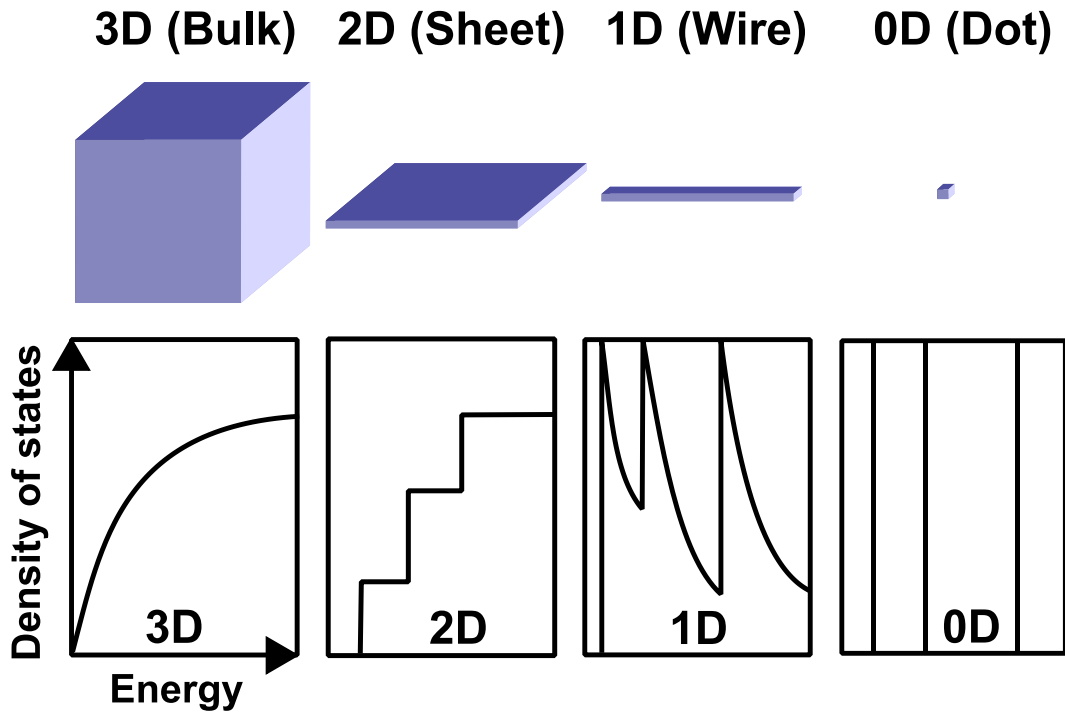 3D (Bulk)
2D (Sheet)
1D (Wire)
0D (Dot)
Density of states
3D
Energy
2D
1D
0D